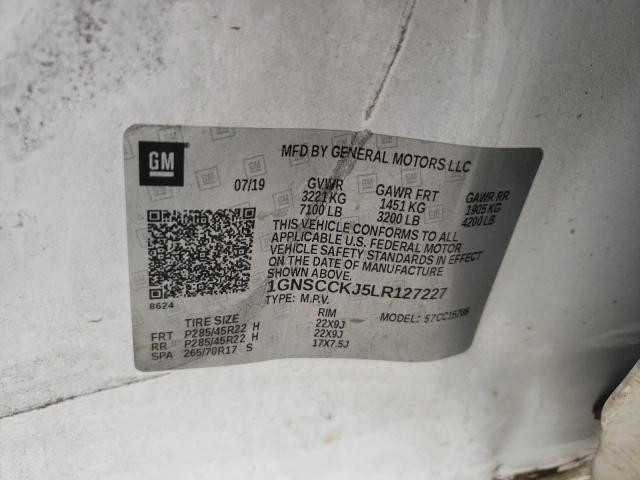 GM
MFD BY GENERAL MOTORS LLC
07/19 GVWR GAWR FRT GAWR RR
3221 KG 1451 KG 1905 KG
7100 LB 3200 LB 4200 LB
THIS VEHICLE CONFORMS TO ALL
APPLICABLE U.S. FEDERAL MOTOR
VEHICLE SAFETY STANDARDS IN EFFECT
ON THE DATE OF MANUFACTURE
SHOWN ABOVE.
1GNSCCKJ5LR127227
8624
TYPE: M.P.V. MODEL: 57CC15706
TIRE SIZE RIM
FRT P285/45R22 H 22X9J
RR P285/45R22 H 22X9J
SPA 265/70R17 S 17X7.5J